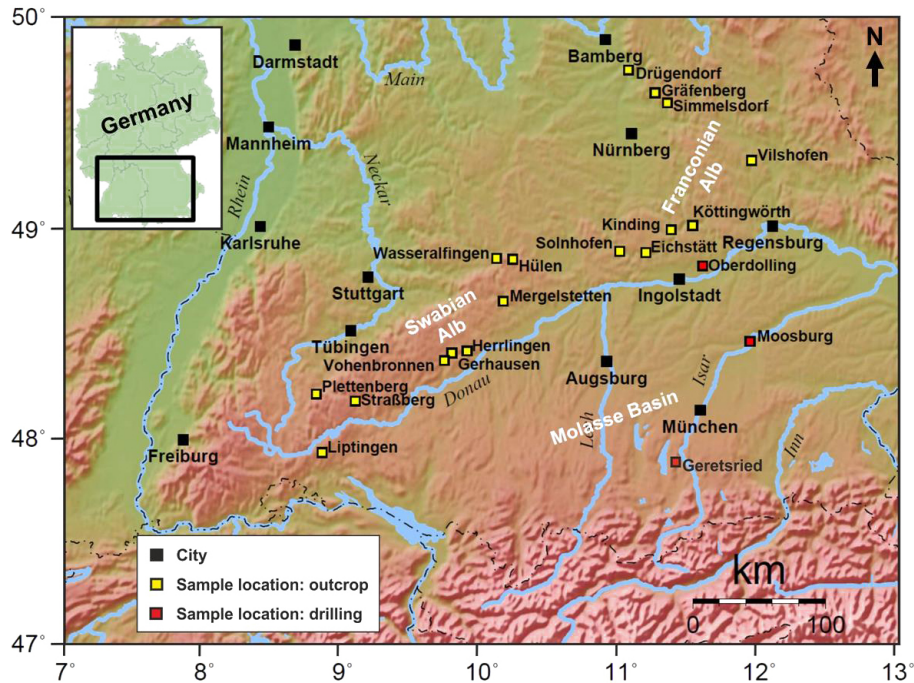 50°
Germany
Darmstadt
Main
Bamberg
N
Drügendorf
Gräfenberg
Simmelsdorf
Mannheim
Nürnberg
Neckar
Rhein
Franconian
Alb
Vilshofen
49°
Karlsruhe
Kinding
Köttingwörth
Solnhofen
Eichstätt
Regensburg
Wasseralfingen
Hülen
Oberdolling
Stuttgart
Mergelstetten
Ingolstadt
Swabian
Alb
Tübingen
Herrlingen
Vohenbronnen
Gerhausen
Moosburg
Plettenberg
Straßberg
Donau
Augsburg
Isar
Molasse Basin
Lech
München
48°
Freiburg
Liptingen
Inn
Geretsried
City
Sample location: outcrop
Sample location: drilling
km
0
100
47°
7°
8°
9°
10°
11°
12°
13°